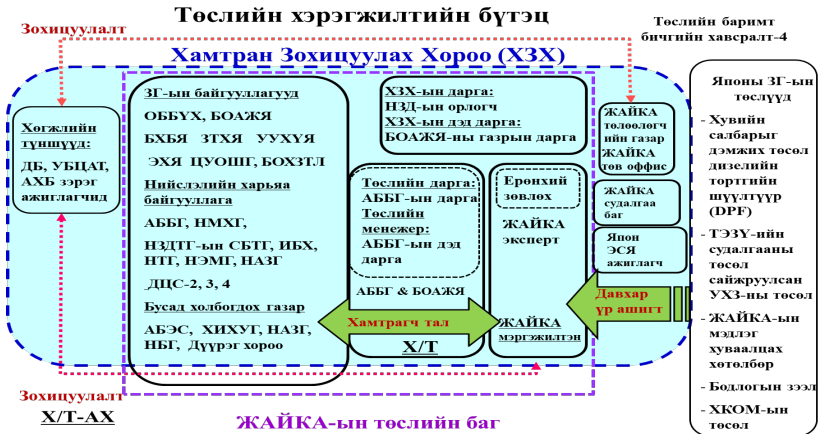 Төслийн хэрэгжилтийн бүтэц
Зохицуулалт
Төслийн баримт
бичгийн хавсралт-4
Хамтран Зохицуулах Хороо (ХЗХ)
Хөгжлийн
түншүүд:
ДБ, УБЦАТ,
АХБ зэрэг
ажиглагчид
ЗГ-ын байгууллагууд
ОББҮХ, БОАЖЯ
БХБЯ ЗТХЯ УУХҮЯ
ЭХЯ ЦУОШГ, БОХЗТЛ
Нийслэлийн харьяа
байгууллага
АББГ, НМХГ,
НЗДТГ-ын СБТГ, ИБХ,
НТГ, НЭМГ, НАЗГ
ДЦС-2, 3, 4
Бусад холбогдох газар
АБЭС, ХИХУГ, НАЗГ,
НБГ, Дүүрэг хороо
ХЗХ-ын дарга:
НЗД-ын орлогч
ХЗХ-ын дэд дарга:
БОАЖЯ-ны газрын дарга
Төслийн дарга:
АББГ-ын дарга
Төслийн
менежер:
АББГ-ын дэд
дарга
АББГ & БОАЖЯ
Хамтрагч тал
Х/Т
Ерөнхий
зөвлөх
ЖАЙКА
эксперт
ЖАЙКА
мэргэжилтэн
ЖАЙКА
төлөөлөгч
ийн газар
ЖАЙКА
төв оффис
ЖАЙКА
судалгаа
баг
Япон
ЭСЯ
ажиглагч
Давхар
үр ашигт
Японы ЗГ-ын
төслүүд
- Хувийн
салбарыг
дэмжих төсөл
дизелийн
тортгийн
шүүлтүүр
(DPF)
- ТЭЗҮ-ийн
судалгааны
төсөл
сайжруулсан
УХЗ-ны төсөл
- ЖАЙКА-ын
мэдлэг
хуваалцах
хөтөлбөр
- Бодлогын зээл
- ХКОМ-ын
төсөл
Зохицуулалт
Х/Т-АХ
ЖАЙКА-ын төслийн баг